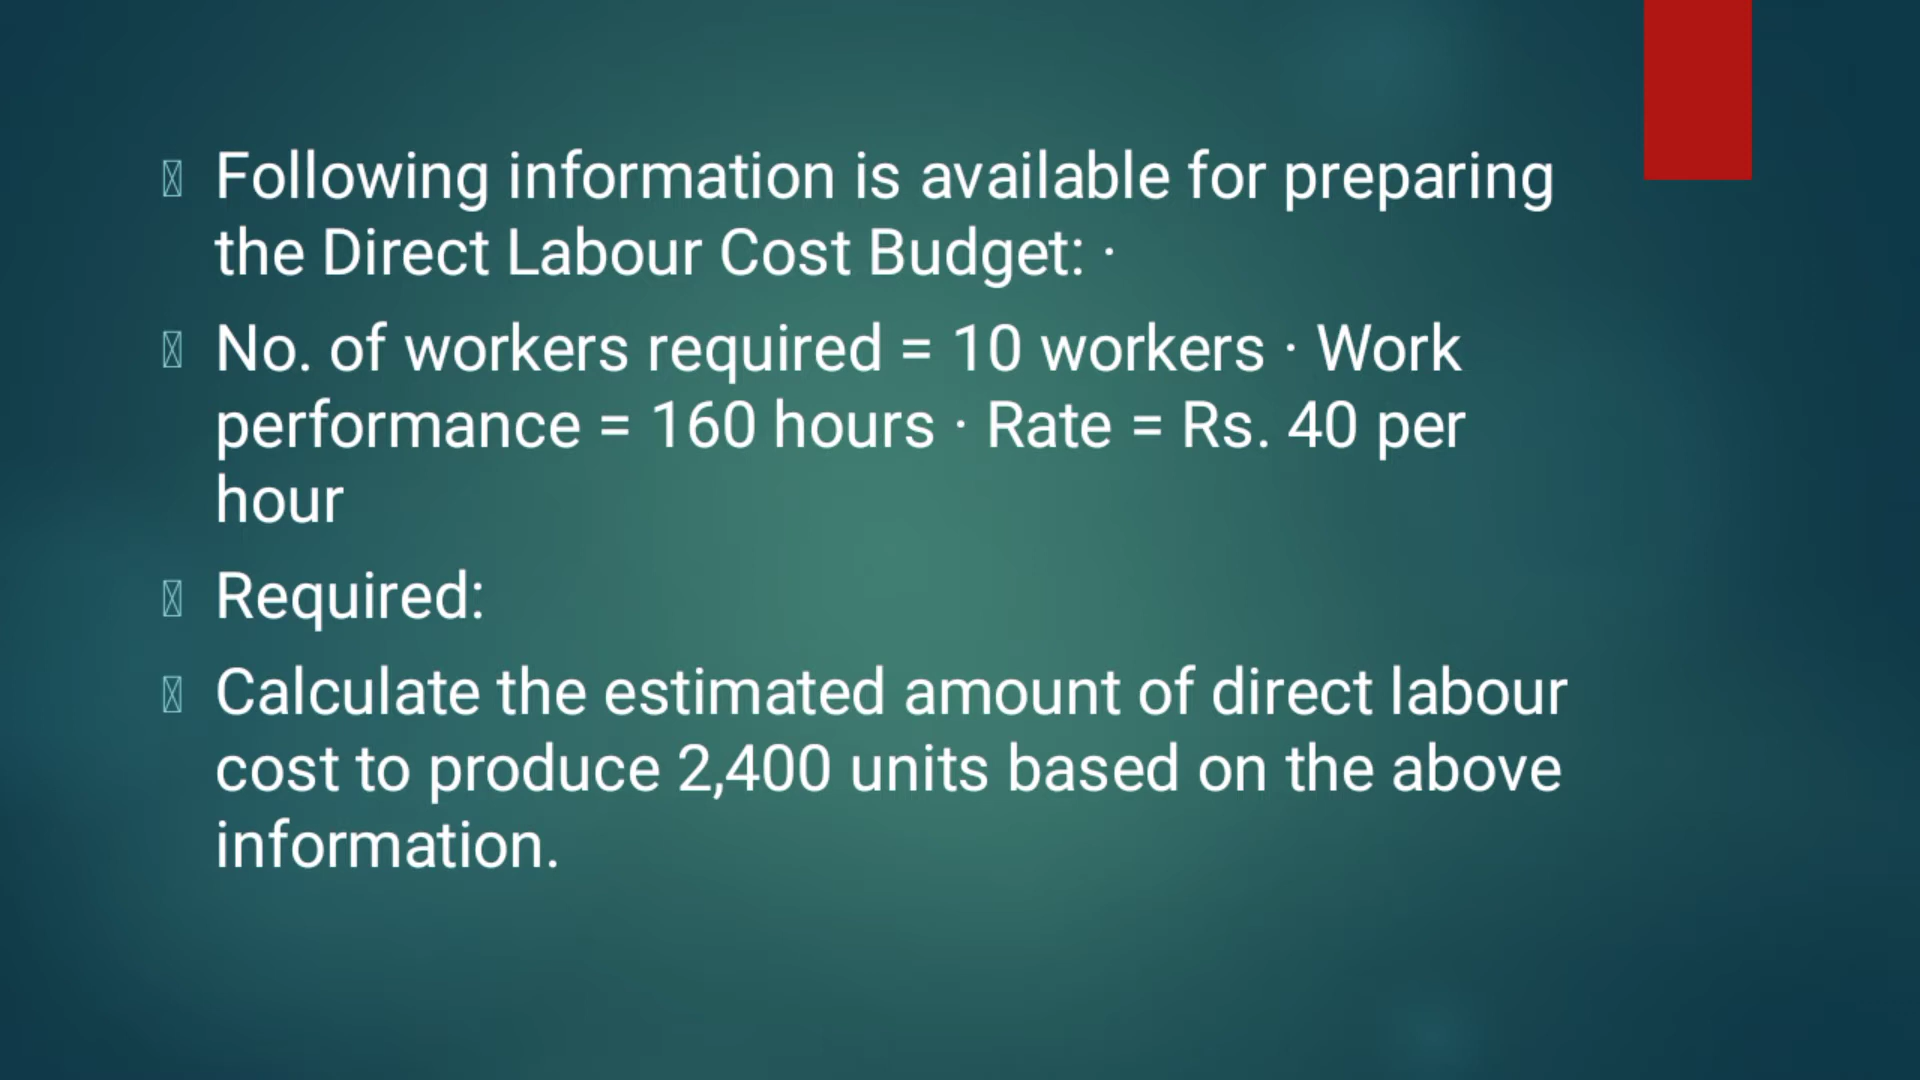 Following information is available for preparing
the Direct Labour Cost Budget: ·
No. of workers required = 10 workers · Work
performance = 160 hours · Rate = Rs. 40 per
hour
Required:
Calculate the estimated amount of direct labour
cost to produce 2,400 units based on the above
information.